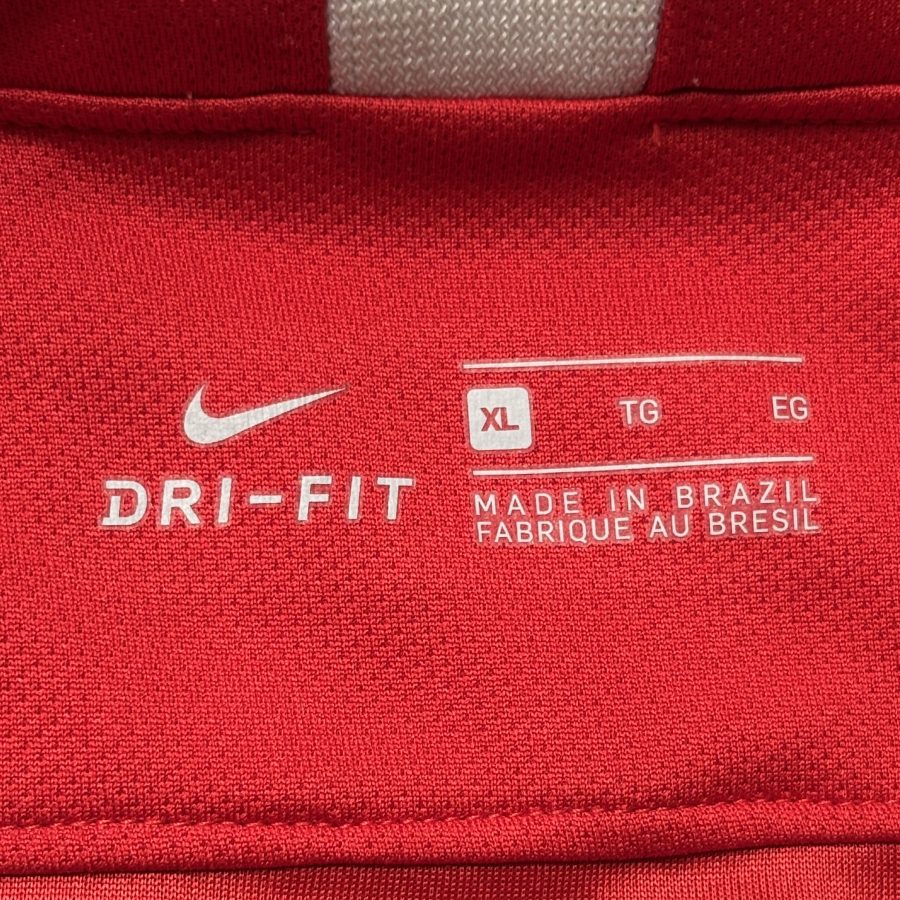 DRI-FIT
XL TG EG
MADE IN BRAZIL
FABRIQUE AU BRESIL